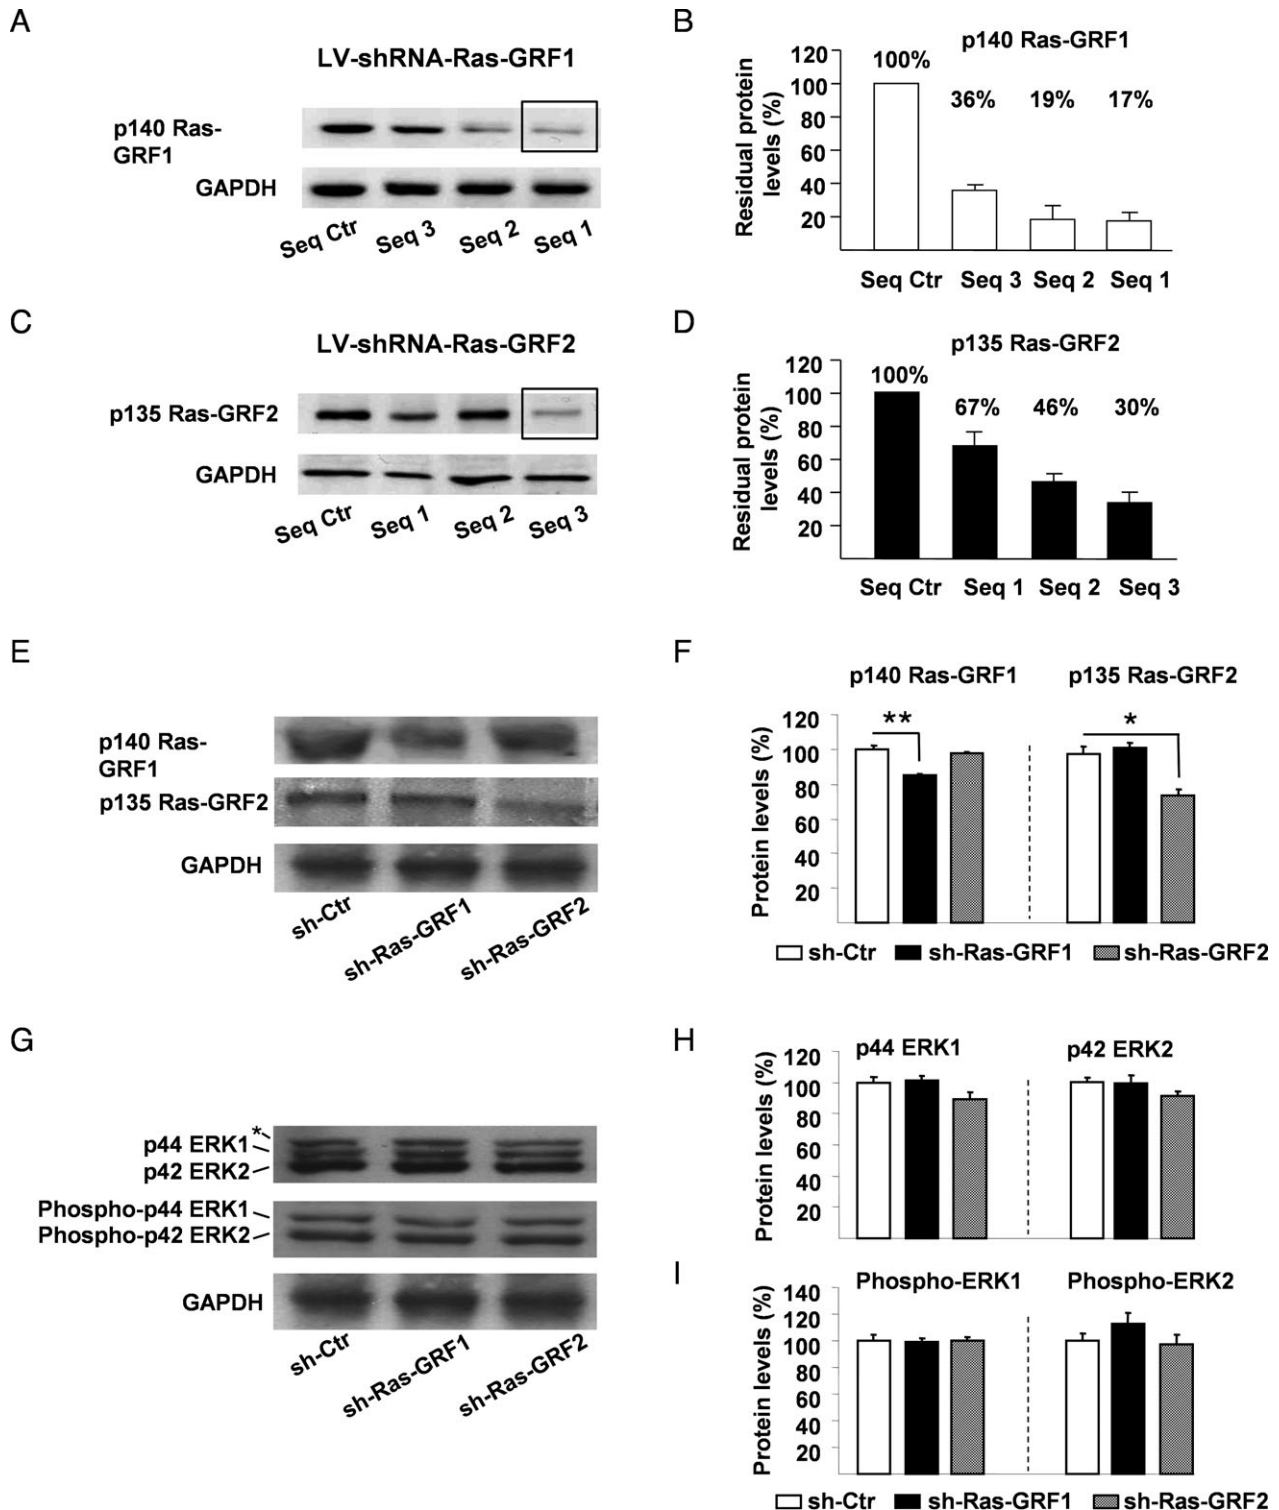 A
LV-shRNA-Ras-GRF1
p140 Ras-
GRF1
GAPDH
Seq Ctr Seq 3 Seq 2 Seq 1
B
p140 Ras-GRF1
Residual protein
levels (%)
120
100
80
60
40
20
100%
36% 19% 17%
Seq Ctr Seq 3 Seq 2 Seq 1
C
LV-shRNA-Ras-GRF2
p135 Ras-GRF2
GAPDH
Seq Ctr Seq 1 Seq 2 Seq 3
D
p135 Ras-GRF2
Residual protein
levels (%)
120
100
80
60
40
20
100%
67% 46% 30%
Seq Ctr Seq 1 Seq 2 Seq 3
E
p140 Ras-
GRF1
p135 Ras-GRF2
GAPDH
sh-Ctr sh-Ras-GRF1 sh-Ras-GRF2
F
p140 Ras-GRF1 p135 Ras-GRF2
Protein levels (%)
120
100
80
60
40
20
** *
sh-Ctr sh-Ras-GRF1 sh-Ras-GRF2
G
*
p44 ERK1
p42 ERK2
Phospho-p44 ERK1
Phospho-p42 ERK2
GAPDH
sh-Ctr sh-Ras-GRF1 sh-Ras-GRF2
H
p44 ERK1 p42 ERK2
Protein levels (%)
120
100
80
60
40
20
I
Phospho-ERK1 Phospho-ERK2
Protein levels (%)
140
120
100
80
60
40
20
sh-Ctr sh-Ras-GRF1 sh-Ras-GRF2